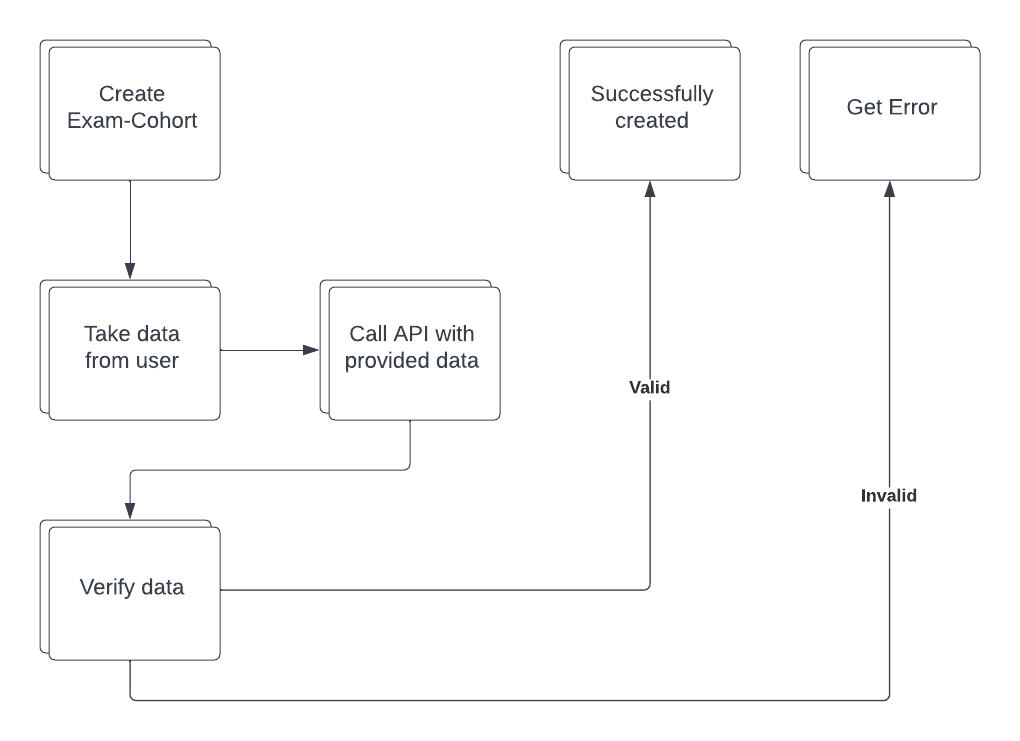 Create
Exam-Cohort
Successfully
created
Get Error
Take data
from user
Call API with
provided data
Valid
Invalid
Verify data